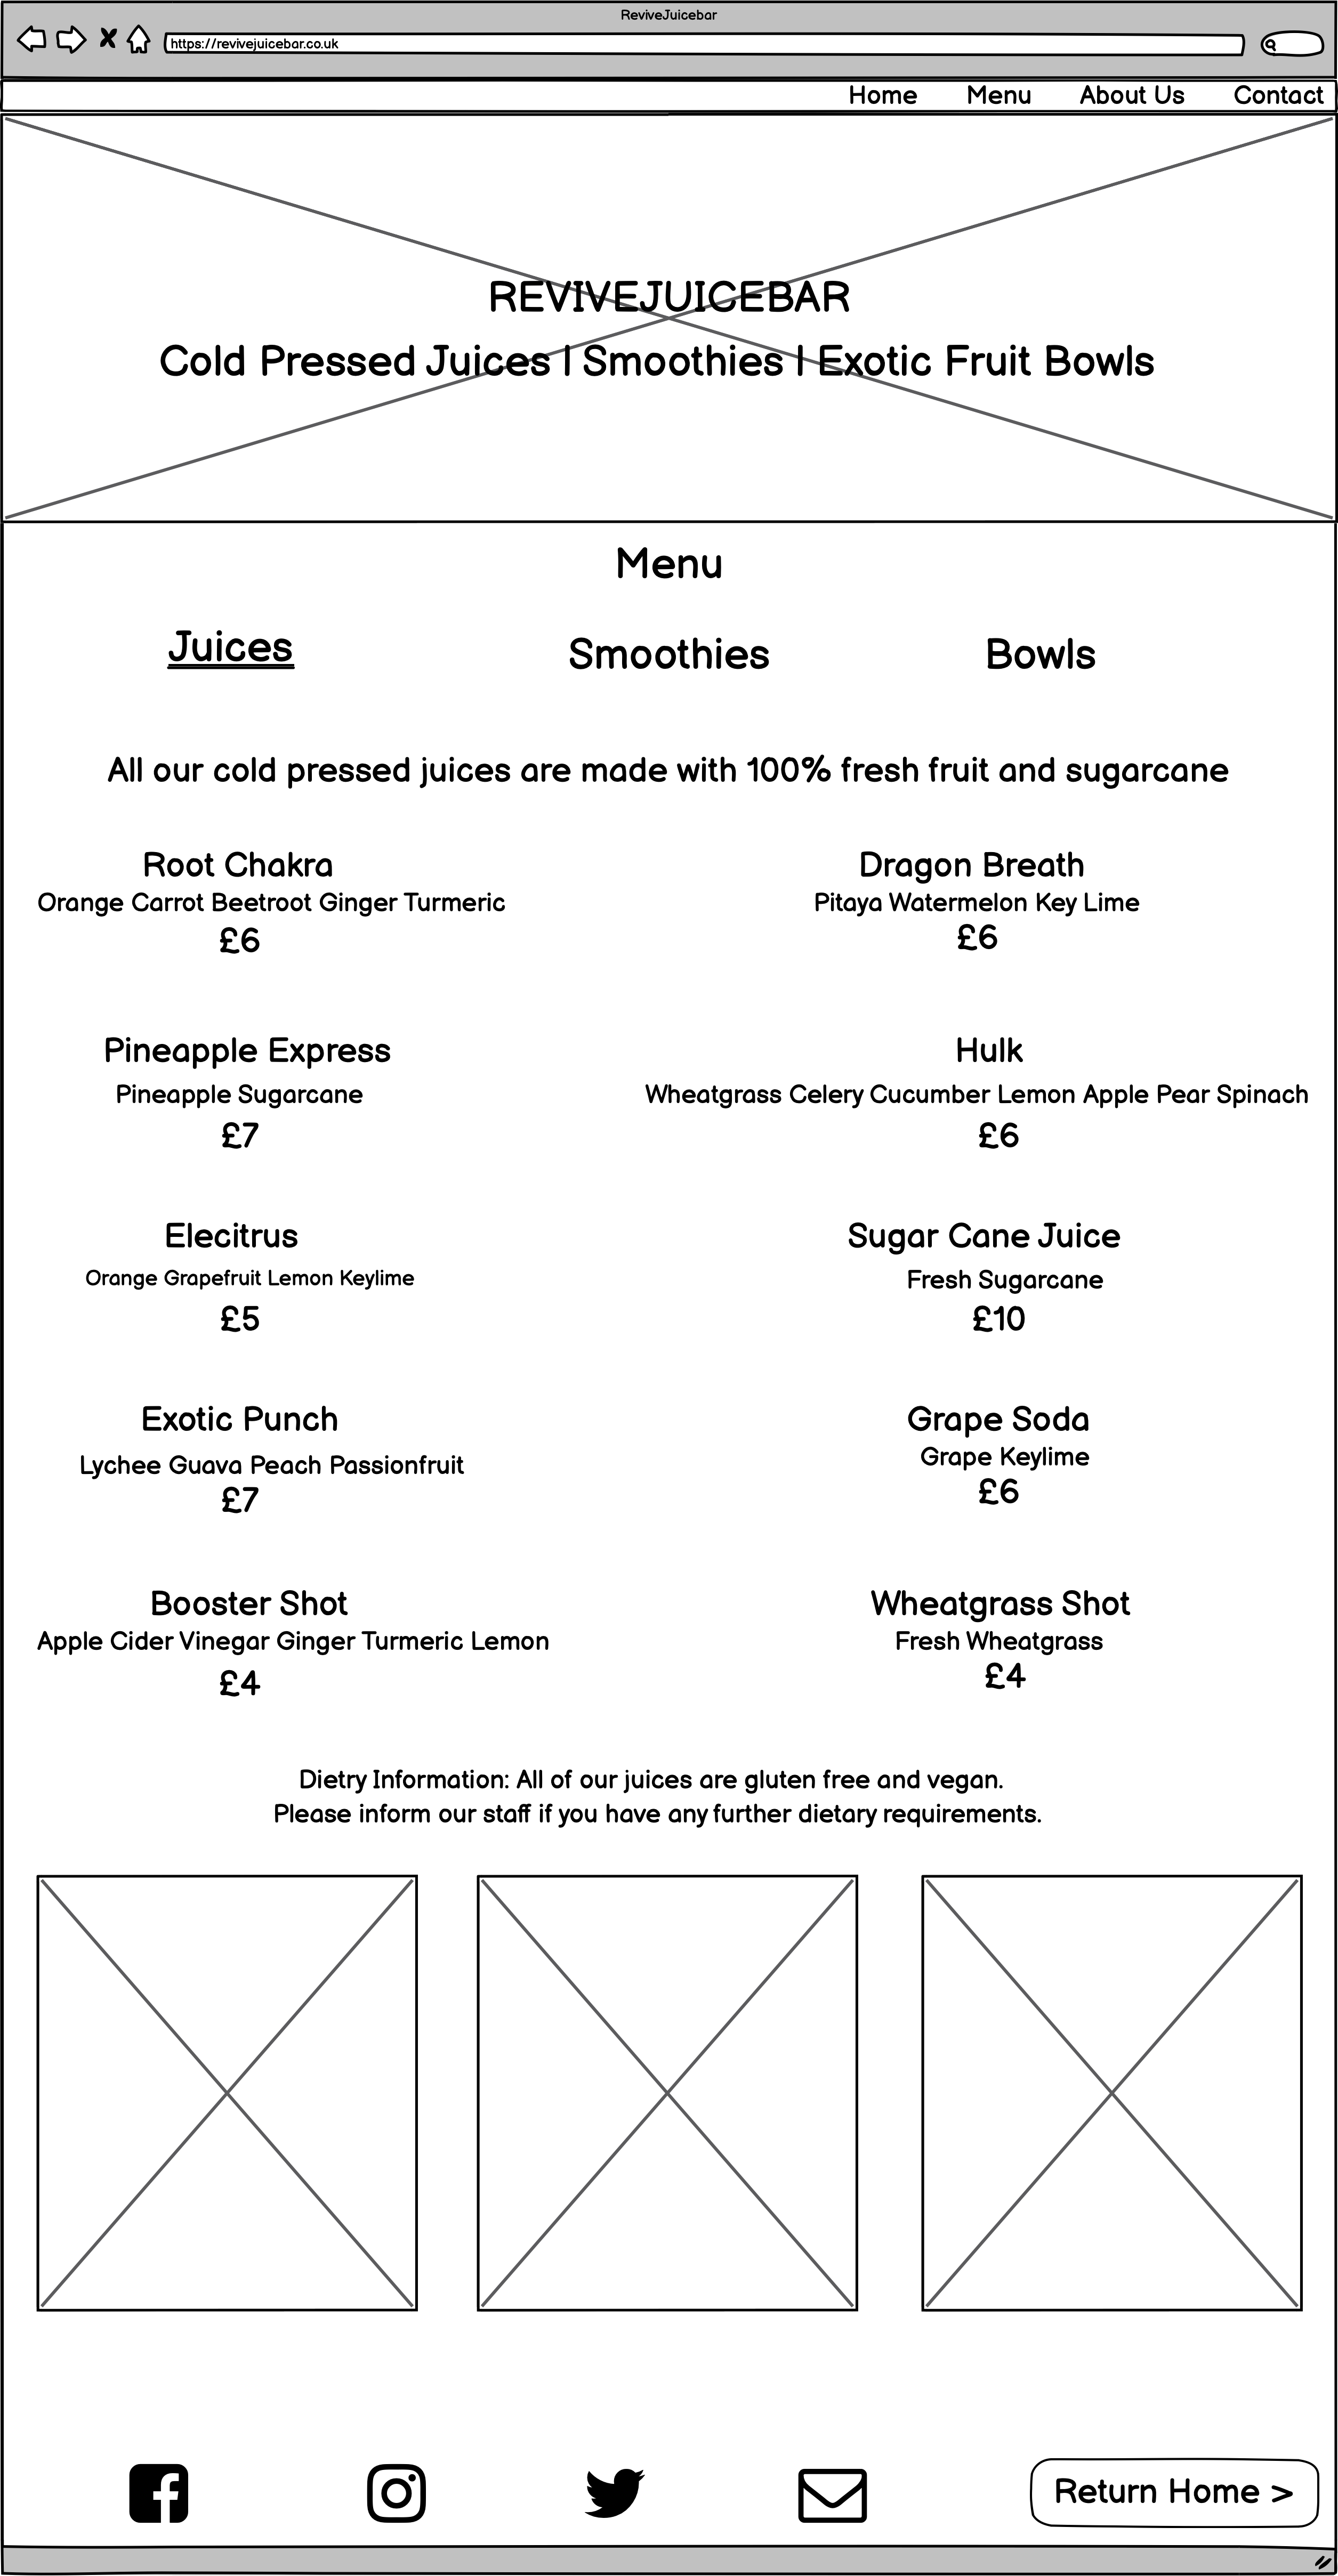 ReviveJuicebar
https://revivejuicebar.co.uk
Home Menu About Us Contact
REVIVEJUICEBAR
Cold Pressed Juices | Smoothies | Exotic Fruit Bowls
Menu
Juices Smoothies Bowls
All our cold pressed juices are made with 100% fresh fruit and sugarcane
Root Chakra
Orange Carrot Beetroot Ginger Turmeric
£6
Dragon Breath
Pitaya Watermelon Key Lime
£6
Pineapple Express
Pineapple Sugarcane
£7
Hulk
Wheatgrass Celery Cucumber Lemon Apple Pear Spinach
£6
Elecitrus
Orange Grapefruit Lemon Keylime
£5
Sugar Cane Juice
Fresh Sugarcane
£10
Exotic Punch
Lychee Guava Peach Passionfruit
£7
Grape Soda
Grape Keylime
£6
Booster Shot
Apple Cider Vinegar Ginger Turmeric Lemon
£4
Wheatgrass Shot
Fresh Wheatgrass
£4
Dietry Information: All of our juices are gluten free and vegan.
Please inform our staff if you have any further dietary requirements.
Return Home >